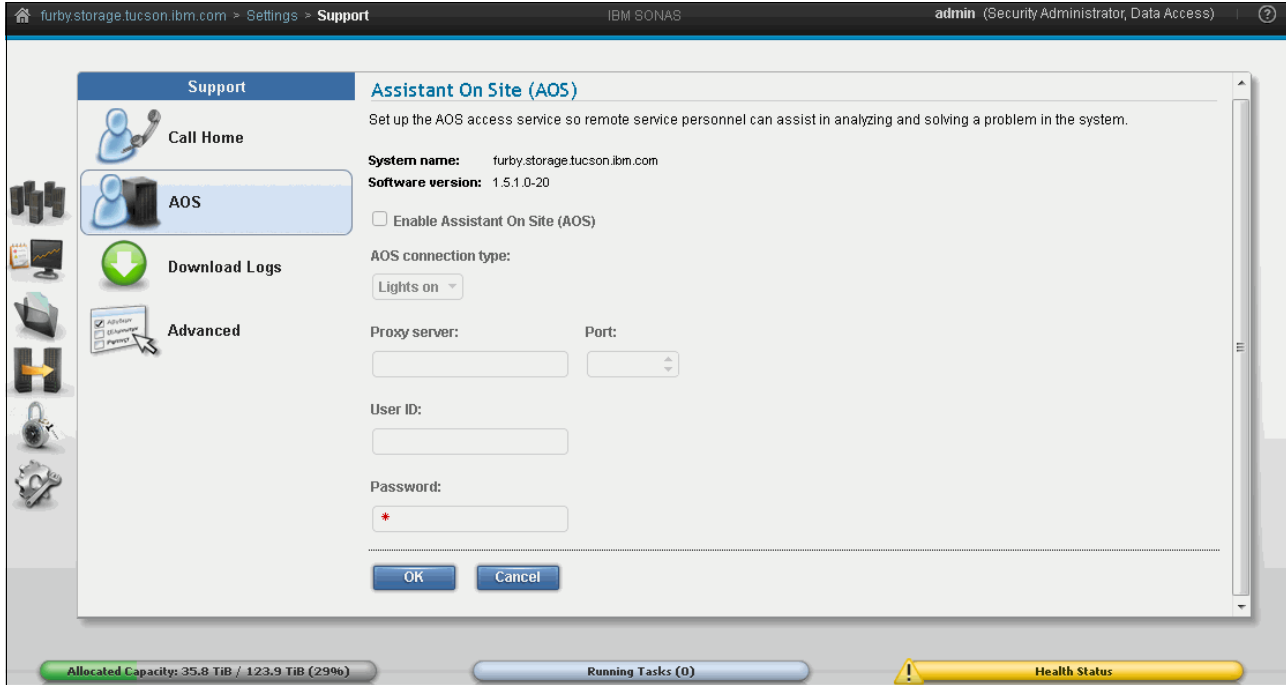 furby.storage.tucson.ibm.com > Settings > Support IBM SONAS admin (Security Administrator, Data Access) ?
Support
Call Home
AOS
Download Logs
Advanced
Assistant On Site (AOS)
Set up the AOS access service so remote service personnel can assist in analyzing and solving a problem in the system.
System name: furby.storage.tucson.ibm.com
Software version: 1.5.1.0-20
Enable Assistant On Site (AOS)
AOS connection type:
Lights on
Proxy server: Port:
User ID:
Password:
*
OK Cancel
Allocated Capacity: 35.8 TiB / 123.9 TiB (29%) Running Tasks (0) Health Status